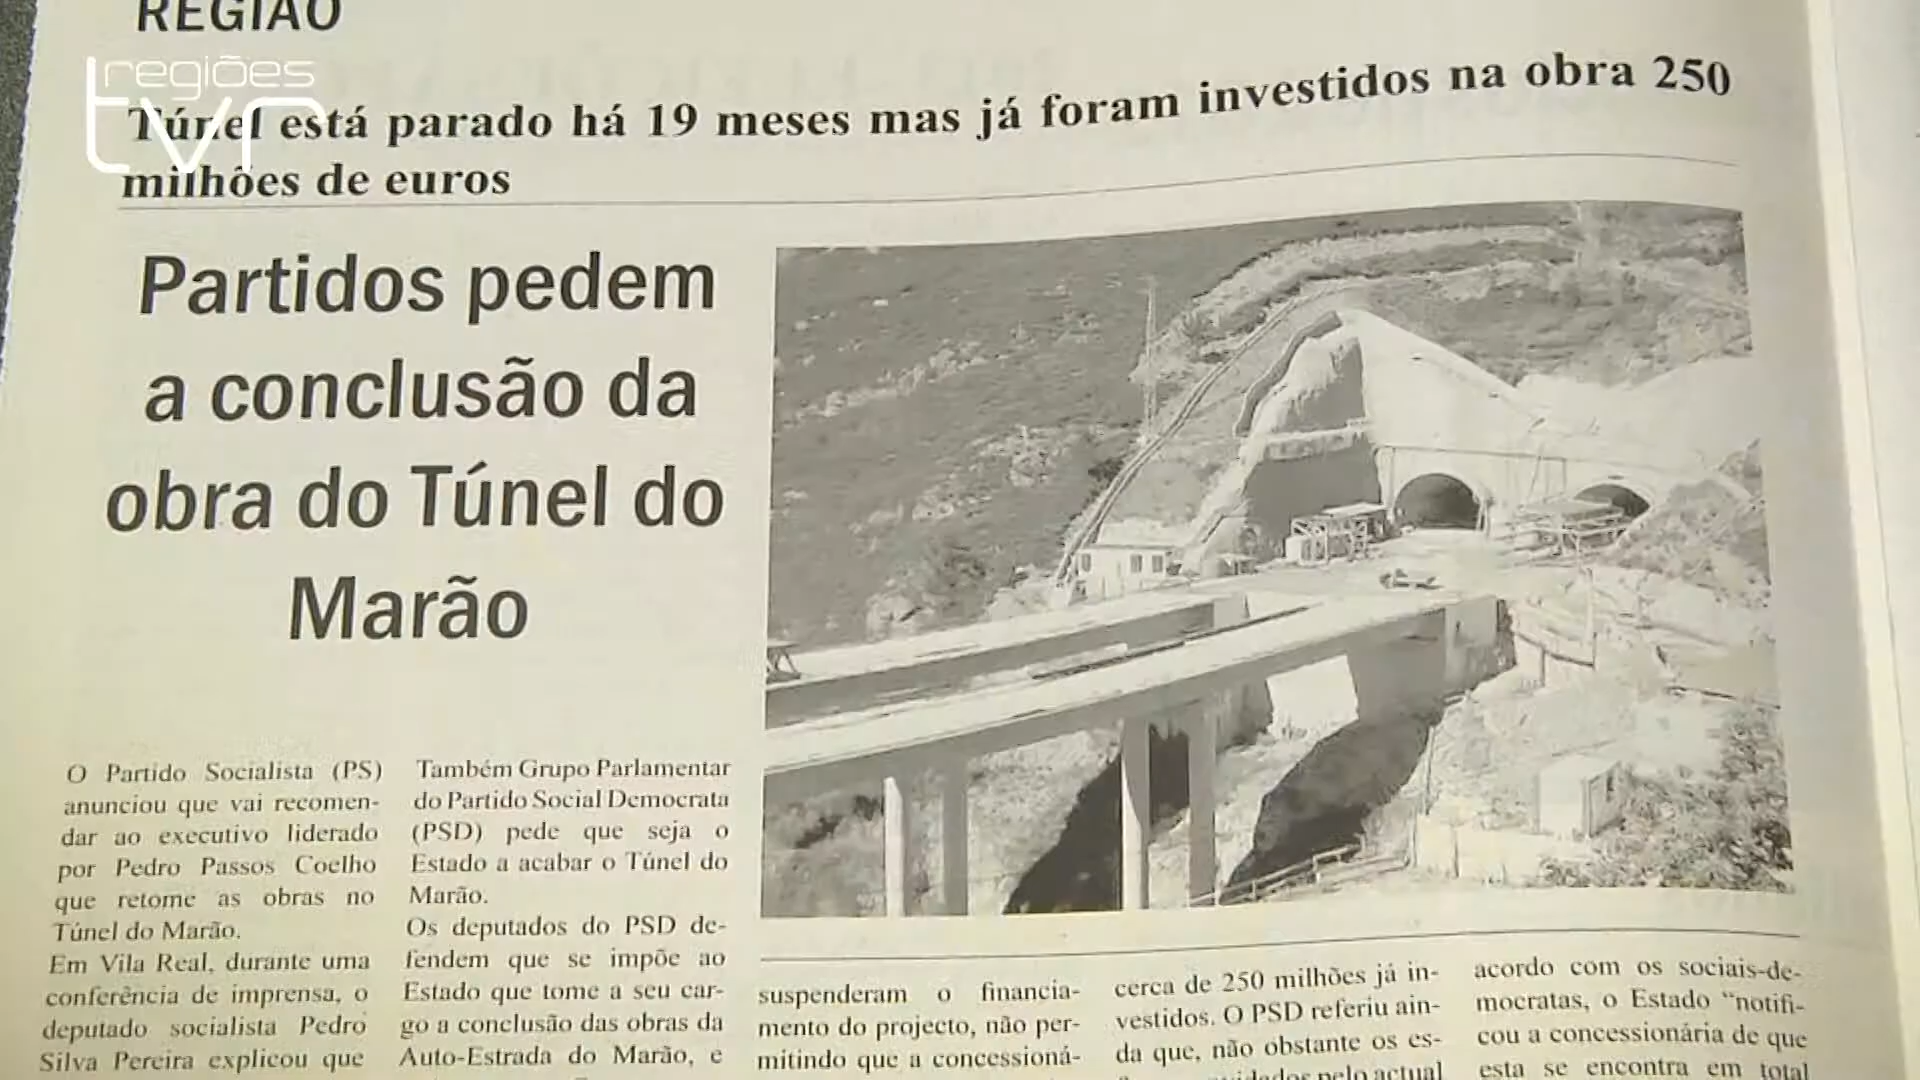 REGIÃO
regiões
tvr
Túnel está parado há 19 meses mas já foram investidos na obra 250
milhões de euros
Partidos pedem
a conclusão da
obra do Túnel do
Marão
O Partido Socialista (PS)
anunciou que vai recomen-
dar ao executivo liderado
por Pedro Passos Coelho
que retome as obras no
Túnel do Marão.
Em Vila Real, durante uma
conferência de imprensa, o
deputado socialista Pedro
Silva Pereira explicou que
Também Grupo Parlamentar
do Partido Social Democrata
(PSD) pede que seja o
Estado a acabar o Túnel do
Marão.
Os deputados do PSD de-
fendem que se impõe ao
Estado que tome a seu car-
go a conclusão das obras da
Auto-Estrada do Marão, e
suspenderam o financia-
mento do projecto, não per-
mitindo que a concessioná-
cerca de 250 milhões já in-
vestidos. O PSD referiu ain-
da que, não obstante os es-
pelo actual
acordo com os sociais-de-
mocratas, o Estado "notifi-
cou a concessionária de que
esta se encontra em total